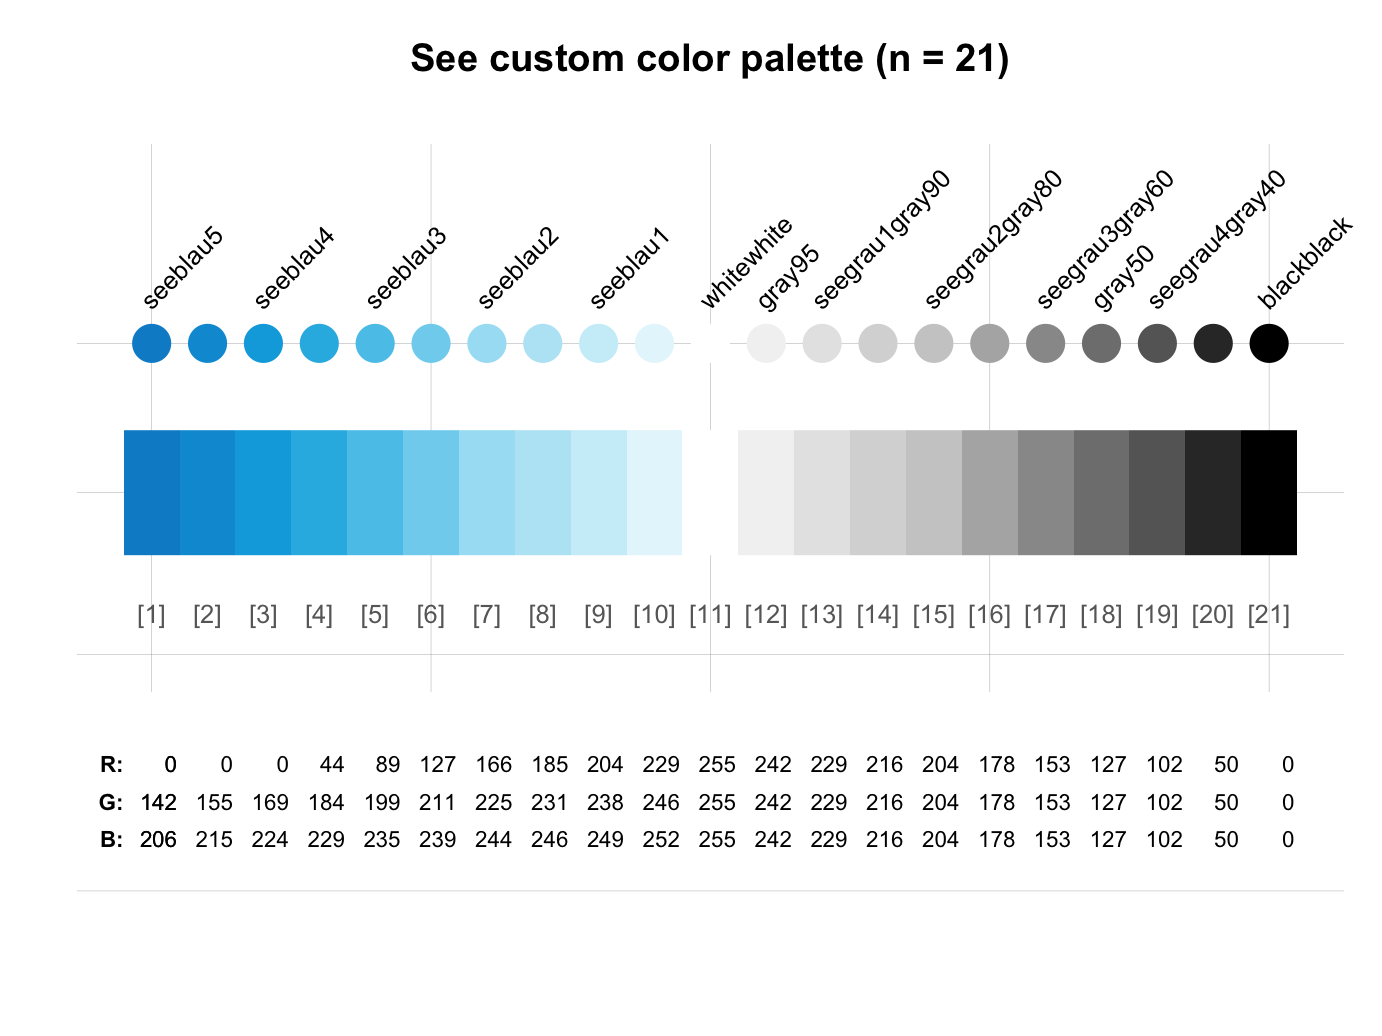 See custom color palette (n = 21)
seeblau5 seeblau4 seeblau3 seeblau2 seeblau1 whitewhite gray95 seegrau1gray90 seegrau2gray80 seegrau3gray60 gray50 seegrau4gray40 blackblack
[1] [2] [3] [4] [5] [6] [7] [8] [9] [10] [11] [12] [13] [14] [15] [16] [17] [18] [19] [20] [21]
R: 0 0 0 44 89 127 166 185 204 229 255 242 229 216 204 178 153 127 102 50 0
G: 142 155 169 184 199 211 225 231 238 246 255 242 229 216 204 178 153 127 102 50 0
B: 206 215 224 229 235 239 244 246 249 252 255 242 229 216 204 178 153 127 102 50 0